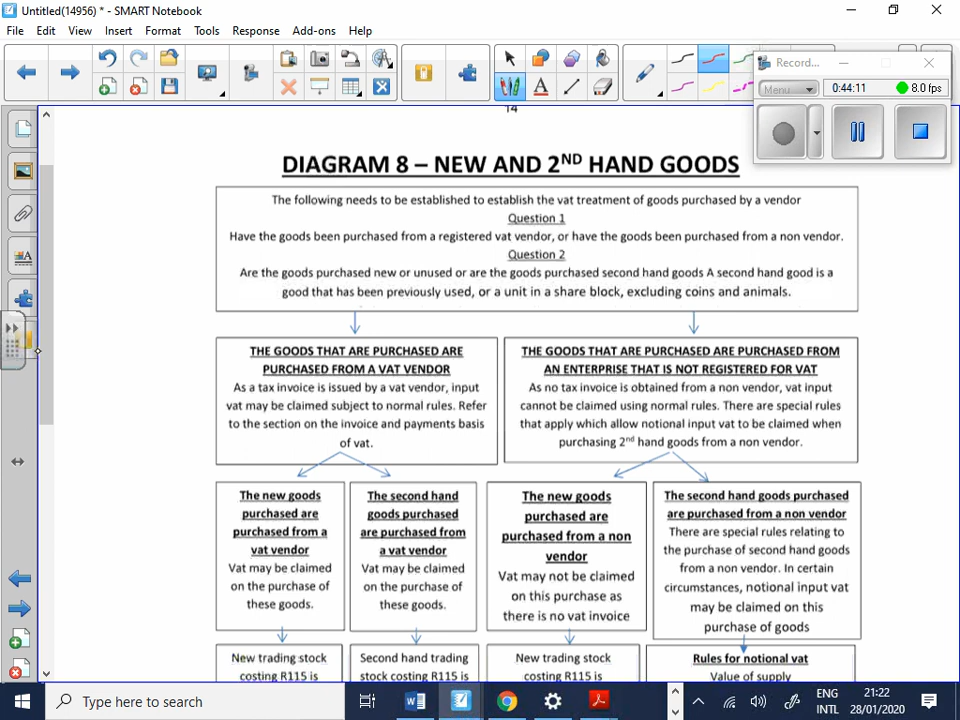 Untitled(14956) * - SMART Notebook
File Edit View Insert Format Tools Response Add-ons Help
Record...
Menu 0:44:11 8.0 fps
14
DIAGRAM 8 – NEW AND 2ND HAND GOODS
The following needs to be established to establish the vat treatment of goods purchased by a vendor
Question 1
Have the goods been purchased from a registered vat vendor, or have the goods been purchased from a non vendor.
Question 2
Are the goods purchased new or unused or are the goods purchased second hand goods A second hand good is a
good that has been previously used, or a unit in a share block, excluding coins and animals.
THE GOODS THAT ARE PURCHASED ARE
PURCHASED FROM A VAT VENDOR
As a tax invoice is issued by a vat vendor, input
vat may be claimed subject to normal rules. Refer
to the section on the invoice and payments basis
of vat.
THE GOODS THAT ARE PURCHASED ARE PURCHASED FROM
AN ENTERPRISE THAT IS NOT REGISTERED FOR VAT
As no tax invoice is obtained from a non vendor, vat input
cannot be claimed using normal rules. There are special rules
that apply which allow notional input vat to be claimed when
purchasing 2nd hand goods from a non vendor.
The new goods
purchased are
purchased from a
vat vendor
Vat may be claimed
on the purchase of
these goods.
The second hand
goods purchased
are purchased from
a vat vendor
Vat may be claimed
on the purchase of
these goods.
The new goods
purchased are
purchased from a non
vendor
Vat may not be claimed
on this purchase as
there is no vat invoice
The second hand goods purchased
are purchased from a non vendor
There are special rules relating to
the purchase of second hand goods
from a non vendor. In certain
circumstances, notional input vat
may be claimed on this
purchase of goods
New trading stock
costing R115 is
Second hand trading
stock costing R115 is
New trading stock
costing R115 is
Rules for notional vat
Value of supply
Type here to search
ENG
INTL
21:22
28/01/2020